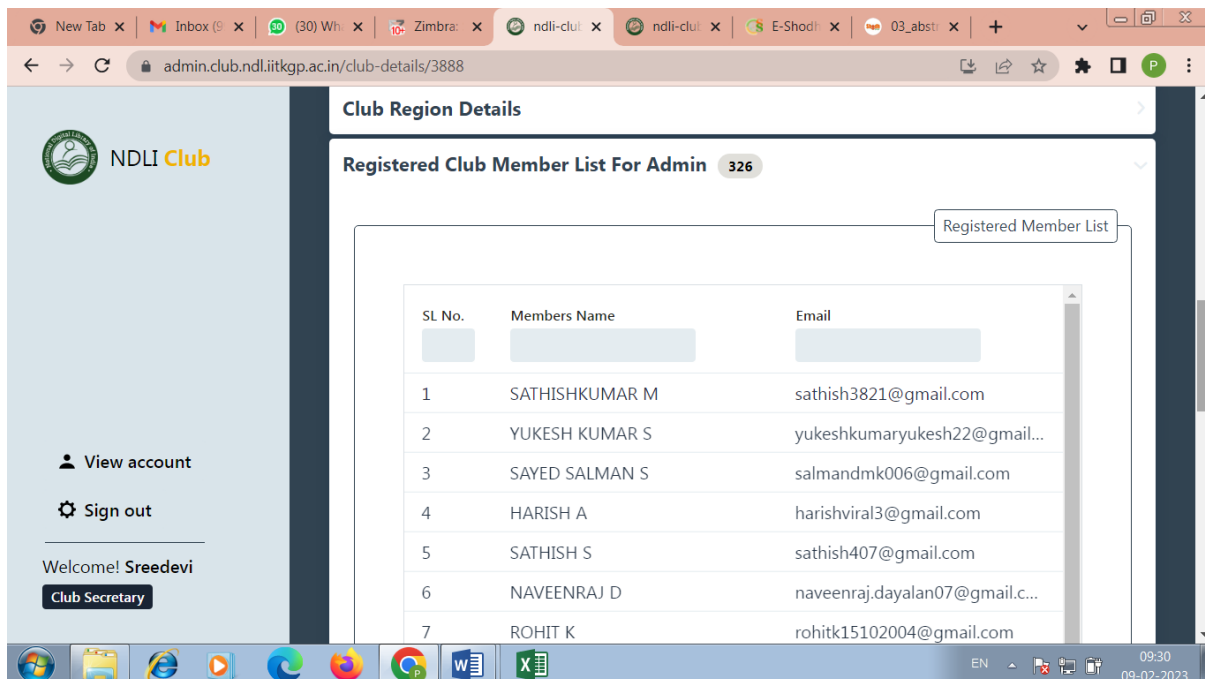 New Tab
Inbox (9
30 (30) Wh
10+ Zimbra:
ndli-club
ndli-club
E-Shodh
03_abstr
admin.club.ndl.iitkgp.ac.in/club-details/3888
P
NDLI Club
Club Region Details
Registered Club Member List For Admin 326
Registered Member List
SL No. Members Name Email
1 SATHISHKUMAR M sathish3821@gmail.com
2 YUKESH KUMAR S yukeshkumaryukesh22@gmail...
3 SAYED SALMAN S salmandmk006@gmail.com
4 HARISH A harishviral3@gmail.com
5 SATHISH S sathish407@gmail.com
6 NAVEENRAJ D naveenraj.dayalan07@gmail.c...
7 ROHIT K rohitk15102004@gmail.com
View account
Sign out
Welcome! Sreedevi
Club Secretary
EN
09:30
09-02-2023